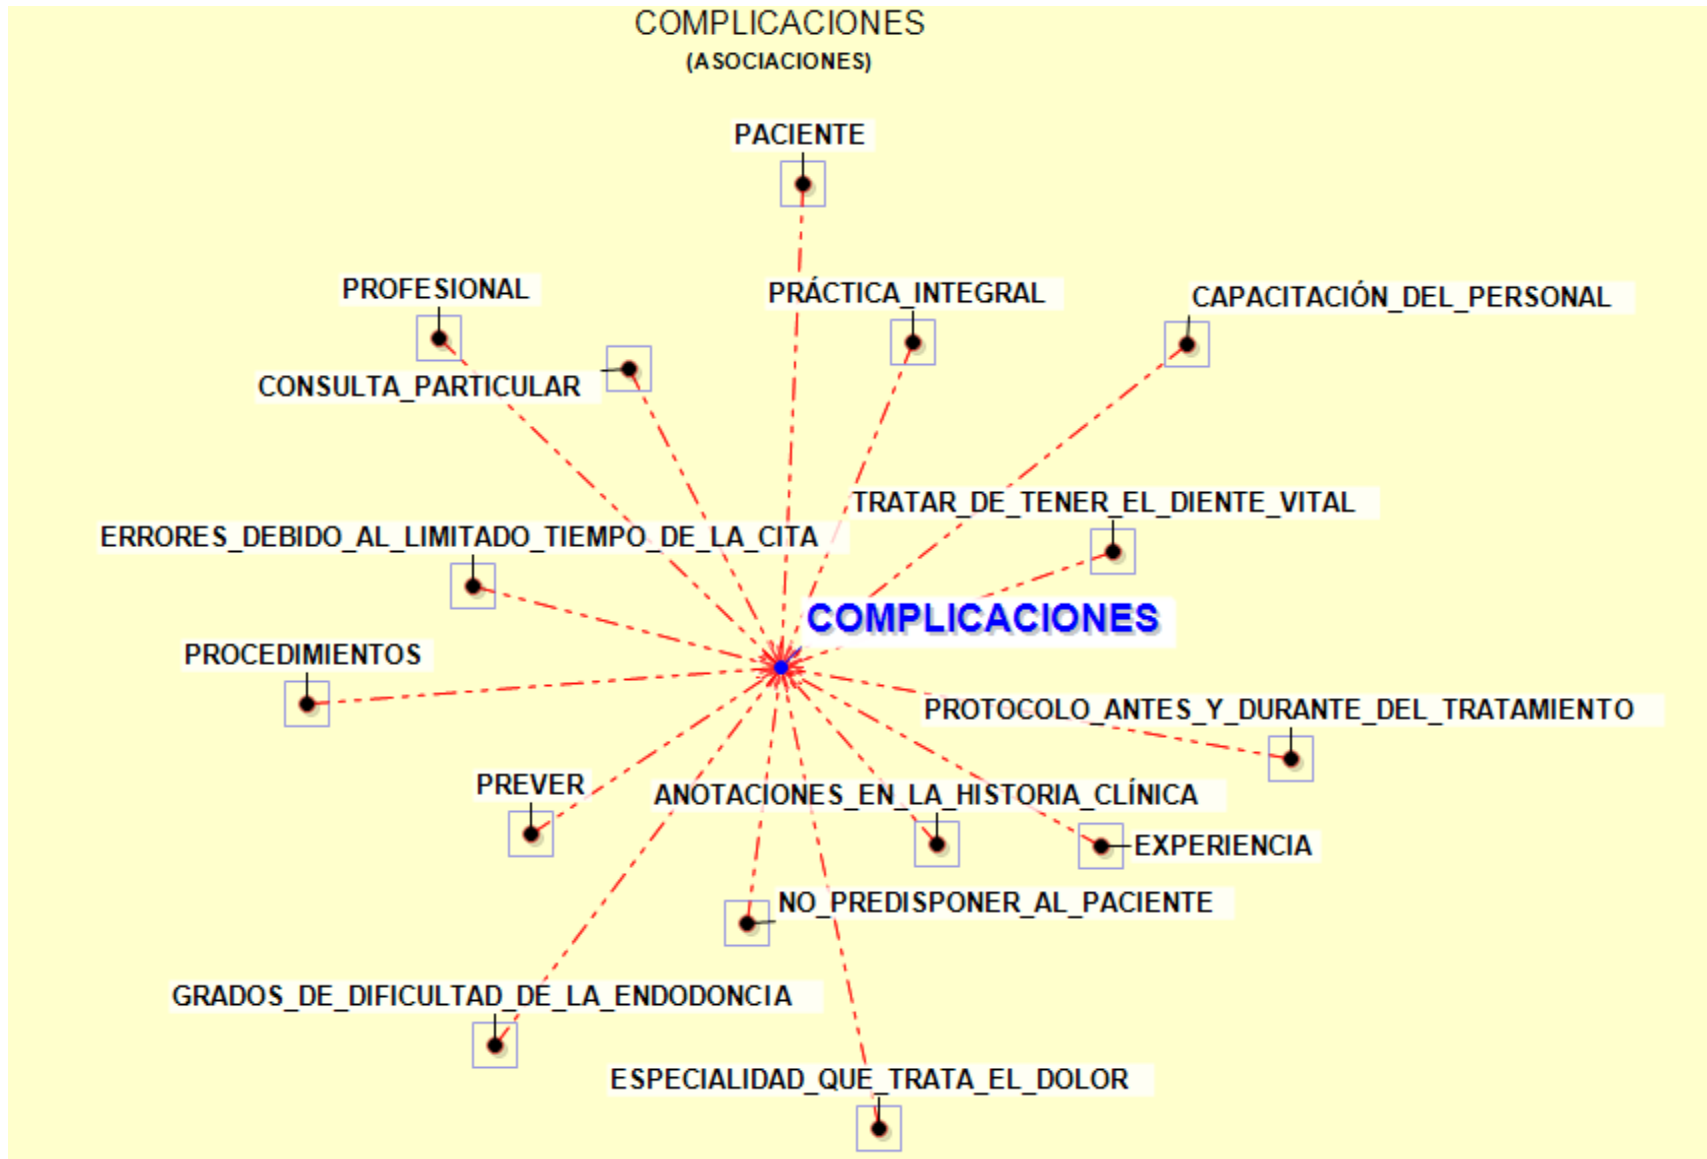 COMPLICACIONES
(ASOCIACIONES)
PACIENTE
PROFESIONAL
PRÁCTICA_INTEGRAL
CAPACITACIÓN_DEL_PERSONAL
CONSULTA_PARTICULAR
TRATAR_DE_TENER_EL_DIENTE_VITAL
ERRORES_DEBIDO_AL_LIMITADO_TIEMPO_DE_LA_CITA
COMPLICACIONES
PROCEDIMIENTOS
PROTOCOLO_ANTES_Y_DURANTE_DEL_TRATAMIENTO
PREVER
ANOTACIONES_EN_LA_HISTORIA_CLÍNICA
EXPERIENCIA
NO_PREDISPONER_AL_PACIENTE
GRADOS_DE_DIFICULTAD_DE_LA_ENDODONCIA
ESPECIALIDAD_QUE_TRATA_EL_DOLOR